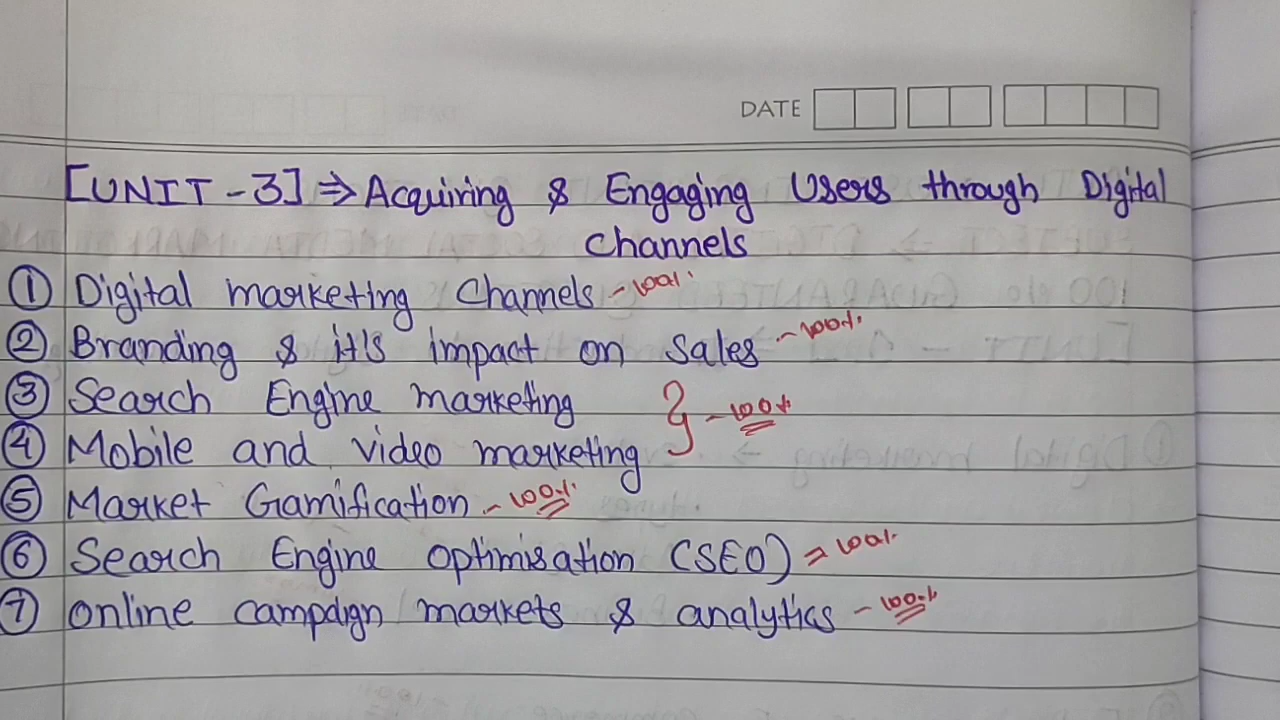 DATE
[UNIT - 3] ⇒ Acquiring & Engaging Users through Digital
Channels
① Digital marketing Channels - 100%
② Branding & it's impact on Sales - 100%
③ Search Engine marketing
④ Mobile and video marketing } - 100%
⑤ Market Gamification - 100%
⑥ Search Engine Optimisation (SEO) = 100%
⑦ Online campaign markets & analytics - 100%